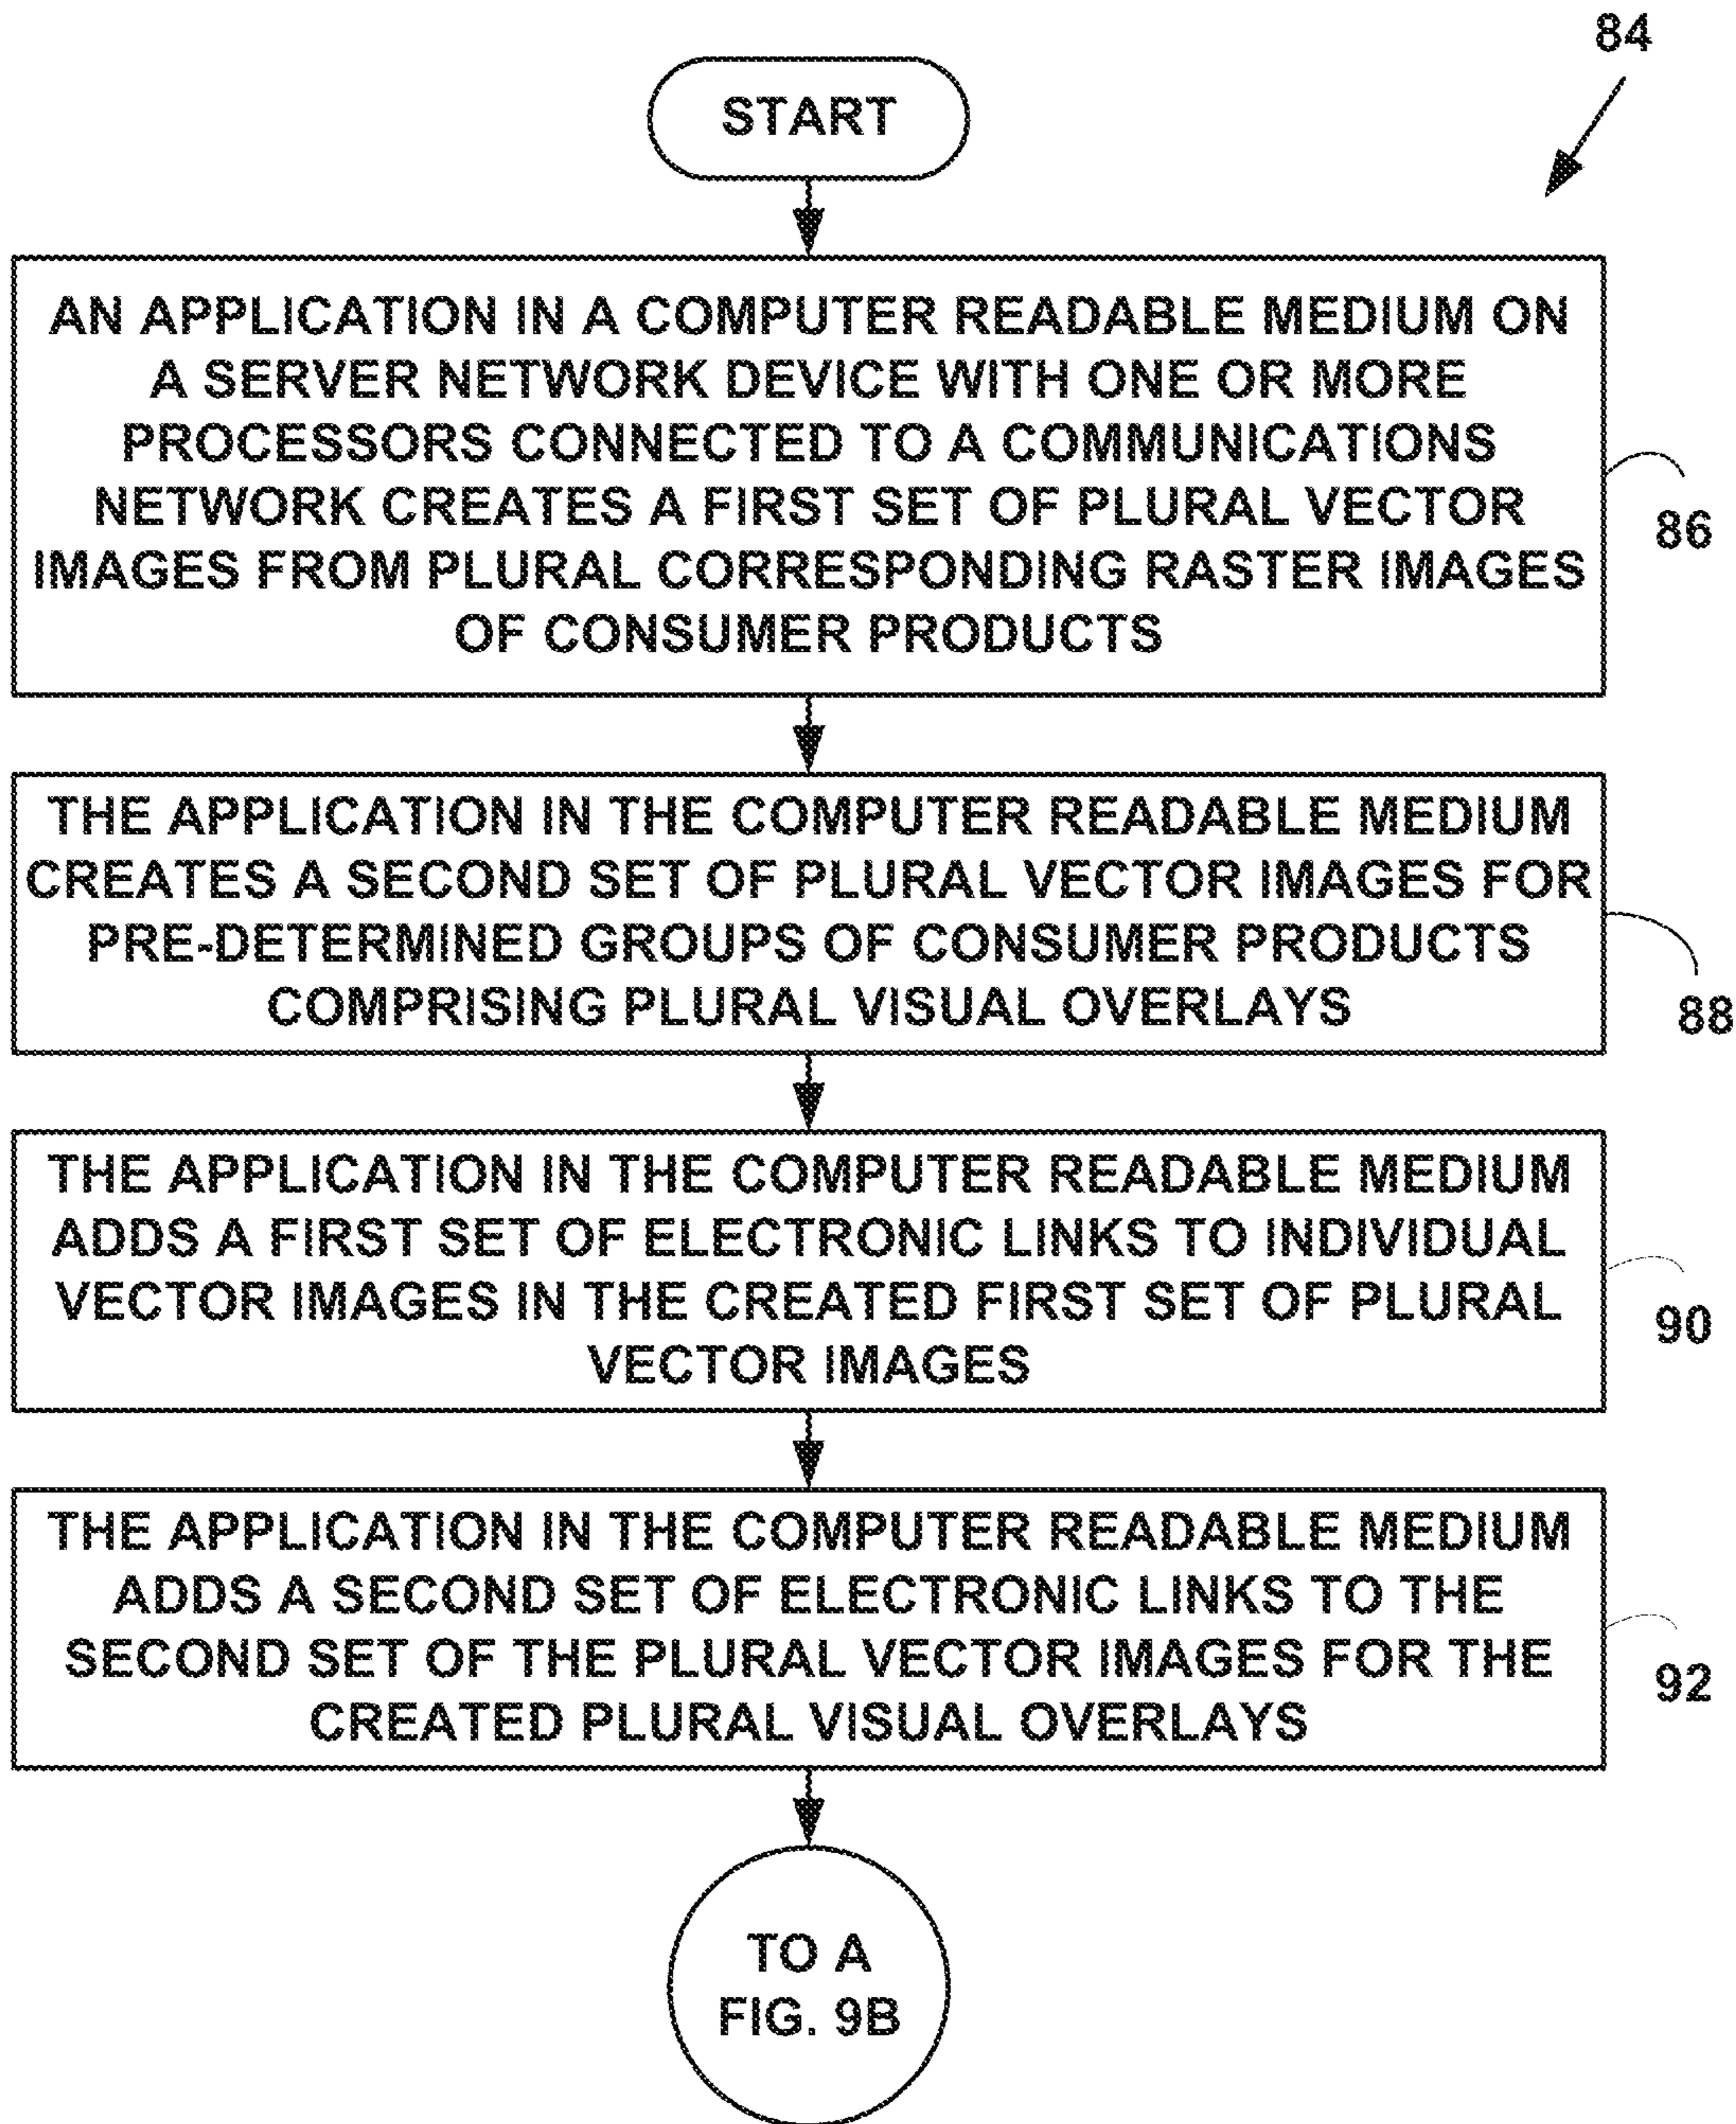 84
START
AN APPLICATION IN A COMPUTER READABLE MEDIUM ON
A SERVER NETWORK DEVICE WITH ONE OR MORE
PROCESSORS CONNECTED TO A COMMUNICATIONS
NETWORK CREATES A FIRST SET OF PLURAL VECTOR
IMAGES FROM PLURAL CORRESPONDING RASTER IMAGES
OF CONSUMER PRODUCTS
86
THE APPLICATION IN THE COMPUTER READABLE MEDIUM
CREATES A SECOND SET OF PLURAL VECTOR IMAGES FOR
PRE-DETERMINED GROUPS OF CONSUMER PRODUCTS
COMPRISING PLURAL VISUAL OVERLAYS
88
THE APPLICATION IN THE COMPUTER READABLE MEDIUM
ADDS A FIRST SET OF ELECTRONIC LINKS TO INDIVIDUAL
VECTOR IMAGES IN THE CREATED FIRST SET OF PLURAL
VECTOR IMAGES
90
THE APPLICATION IN THE COMPUTER READABLE MEDIUM
ADDS A SECOND SET OF ELECTRONIC LINKS TO THE
SECOND SET OF THE PLURAL VECTOR IMAGES FOR THE
CREATED PLURAL VISUAL OVERLAYS
92
TO A
FIG. 9B